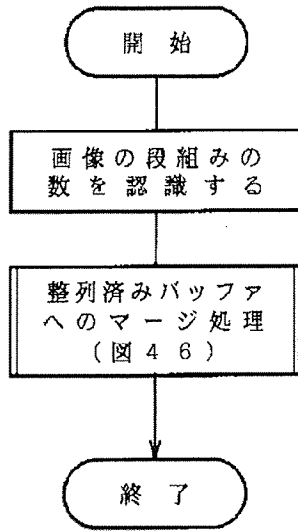 開始
画像の段組みの
数を認識する
整列済みバッファ
へのマージ処理
(図46)
終了